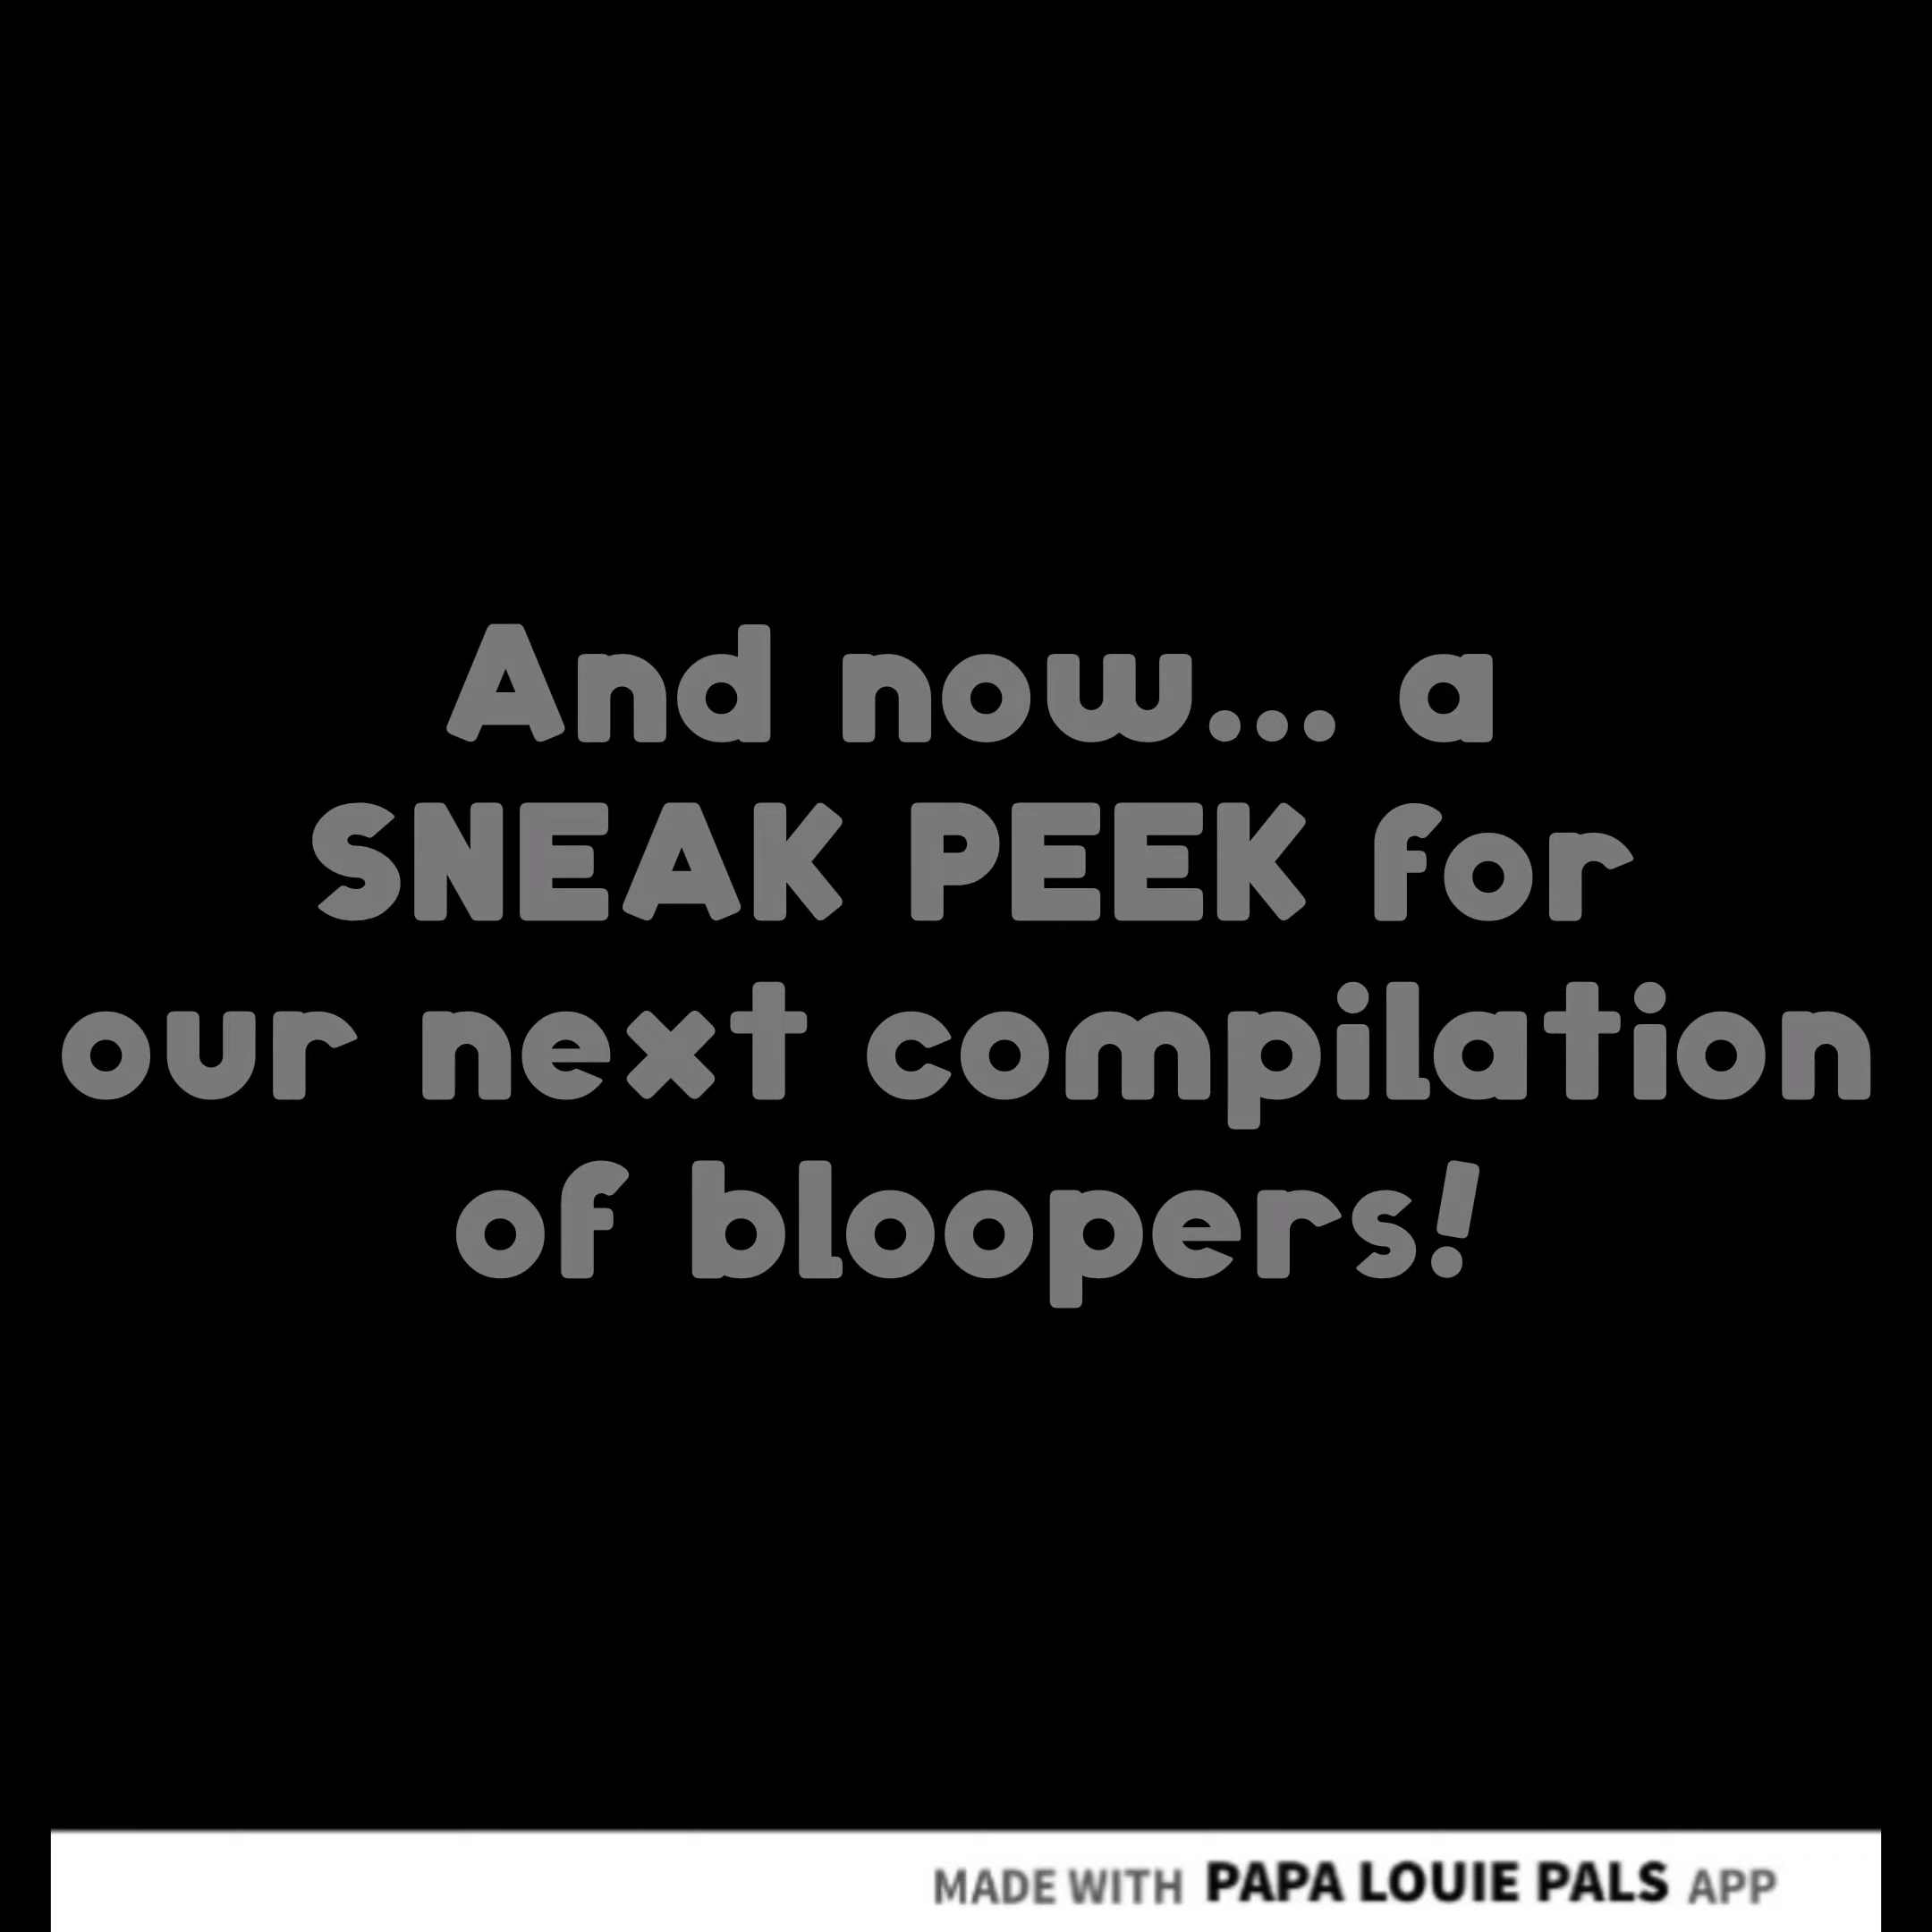 And now... a
SNEAK PEEK for
our next compilation
of bloopers!
MADE WITH PAPA LOUIE PALS APP